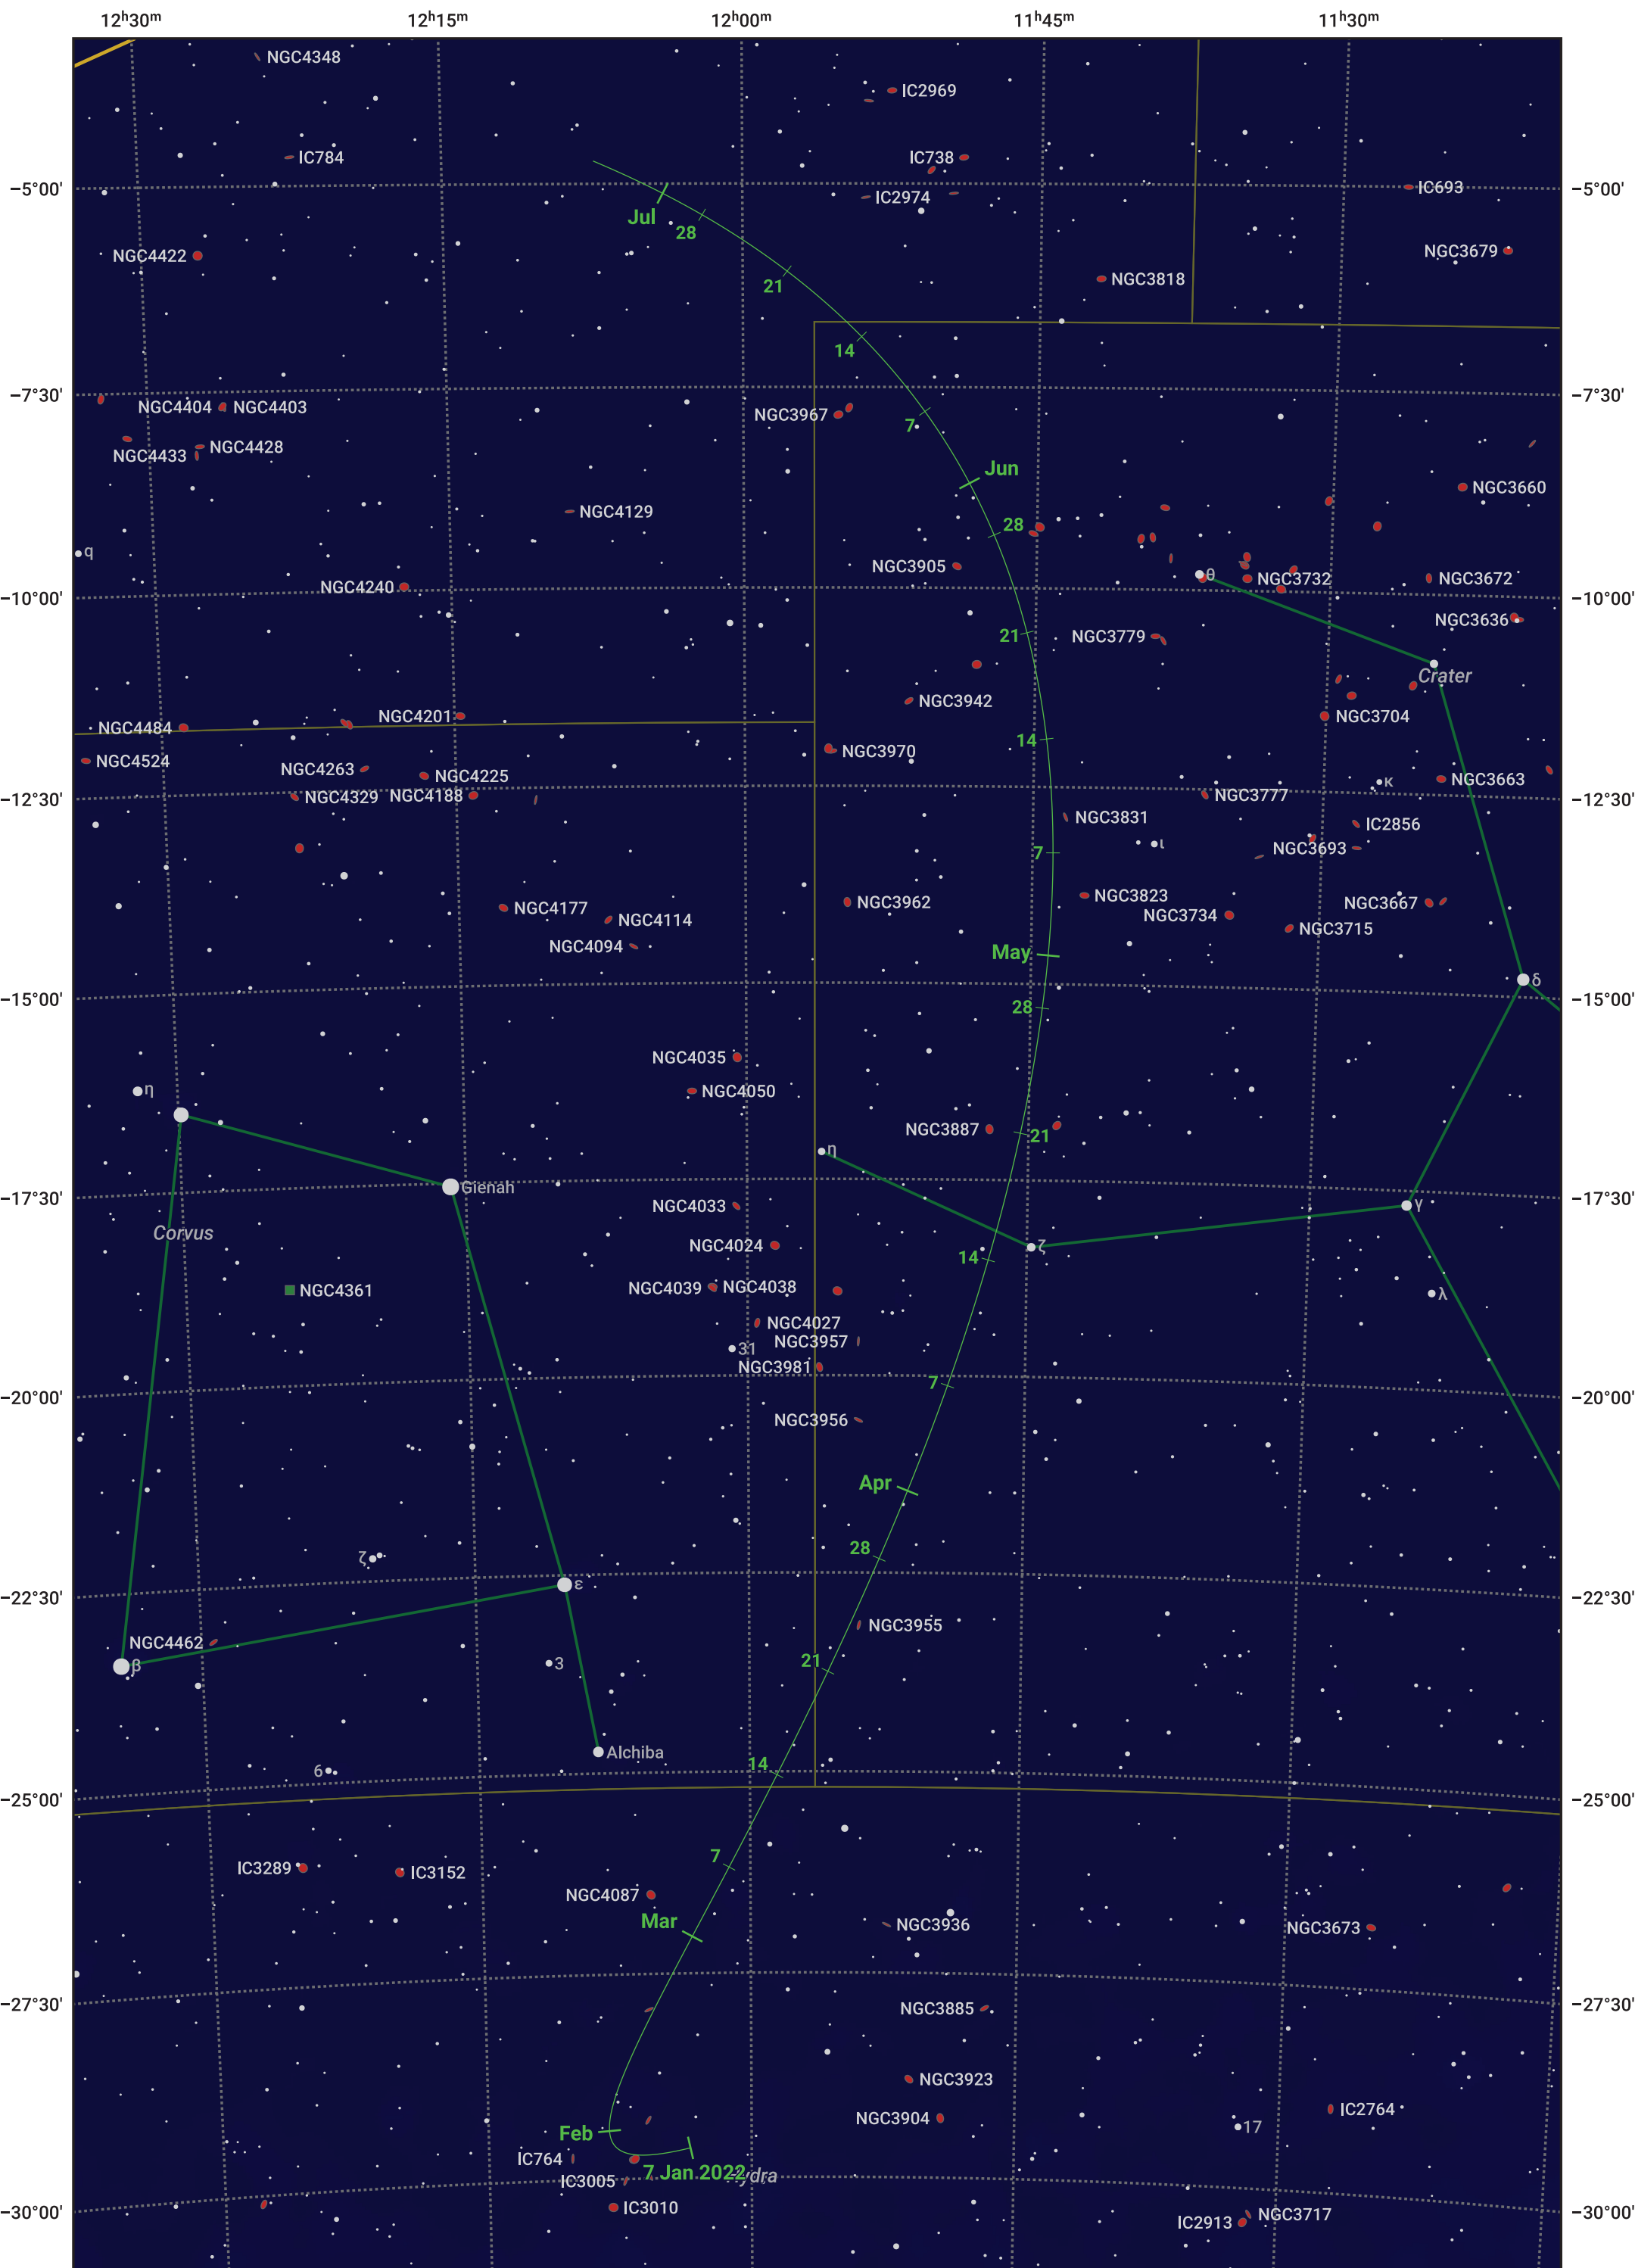 12h30m 12h15m 12h00m 11h45m 11h30m
NGC4348
IC2969
IC784 IC738
−5°00' IC2974 IC693 −5°00'
Jul
28
NGC4422 NGC3679
21 NGC3818
14
−7°30' −7°30'
NGC4404 NGC4403 NGC3967
7
NGC4433 NGC4428
Jun
NGC3660
NGC4129 28
q
NGC3905 θ NGC3732 NGC3672
NGC4240
−10°00' −10°00'
NGC3636
21 NGC3779
Crater
NGC3942
NGC4201 NGC3704
NGC4484
14
NGC3970
NGC4524
NGC4263 NGC4225 NGC3663
κ
NGC4329 NGC4188 NGC3777
−12°30' −12°30'
NGC3831 IC2856
ι
NGC3693
7
NGC3823
NGC3962 NGC3667
NGC4177 NGC3734
NGC4114 NGC3715
NGC4094 May
δ
−15°00' −15°00'
28
NGC4035
η NGC4050
NGC3887 21
η
Gienah
−17°30' −17°30'
NGC4033 γ
Corvus
NGC4024 ζ
14
NGC4039 NGC4038
NGC4361 λ
NGC4027
NGC3957
31
NGC3981
7
−20°00' −20°00'
NGC3956
Apr
28
ζ
ε
−22°30' −22°30'
NGC3955
NGC4462
β 3 21
Alchiba
14
6
−25°00' −25°00'
7
IC3289 IC3152
NGC4087
Mar NGC3936 NGC3673
−27°30' NGC3885 −27°30'
NGC3923
IC2764
NGC3904
17
Feb
IC764
7 Jan 2022
IC3005
IC3010
−30°00' NGC3717 −30°00'
IC2913